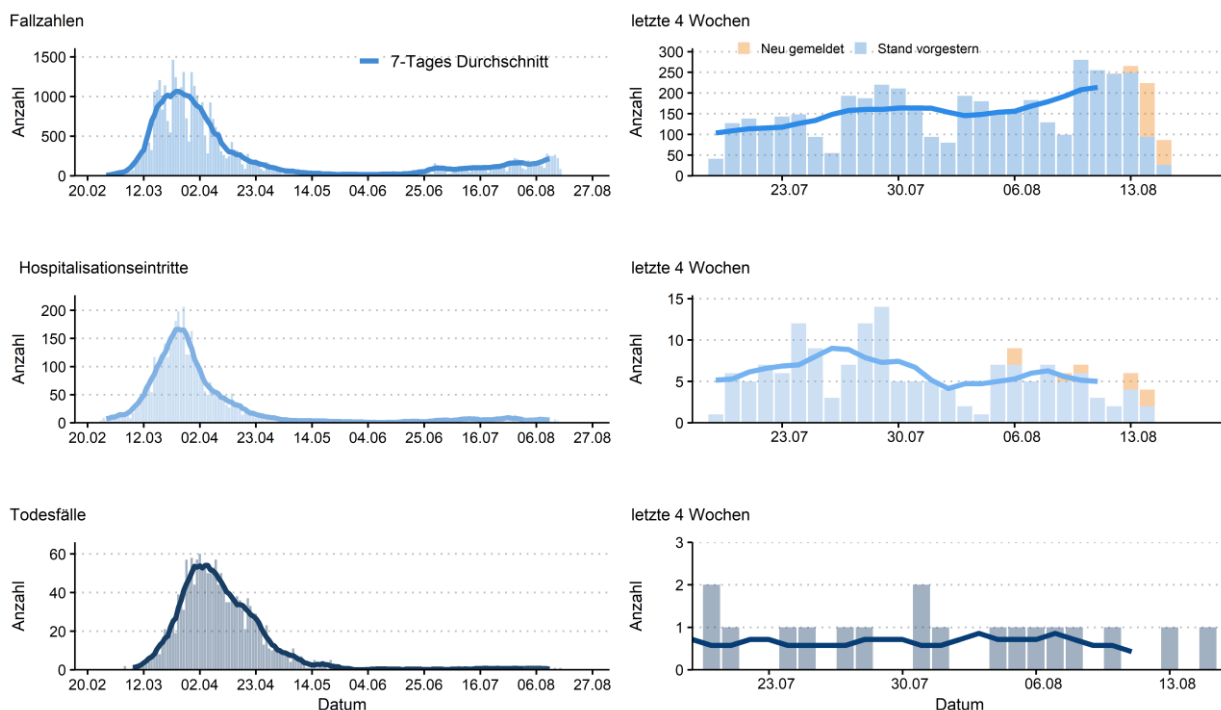 Fallzahlen
letzte 4 Wochen
7-Tages Durchschnitt
Neu gemeldet
Stand vorgestern
Anzahl
1500
1000
500
0
20.02 12.03 02.04 23.04 14.05 04.06 25.06 16.07 06.08 27.08
Anzahl
300
250
200
150
100
50
0
23.07 30.07 06.08 13.08
Hospitalisationseintritte
letzte 4 Wochen
Anzahl
200
150
100
50
0
20.02 12.03 02.04 23.04 14.05 04.06 25.06 16.07 06.08 27.08
Anzahl
15
10
5
0
23.07 30.07 06.08 13.08
Todesfälle
letzte 4 Wochen
Anzahl
60
40
20
0
20.02 12.03 02.04 23.04 14.05 04.06 25.06 16.07 06.08 27.08
Datum
Anzahl
3
2
1
0
23.07 30.07 06.08 13.08
Datum